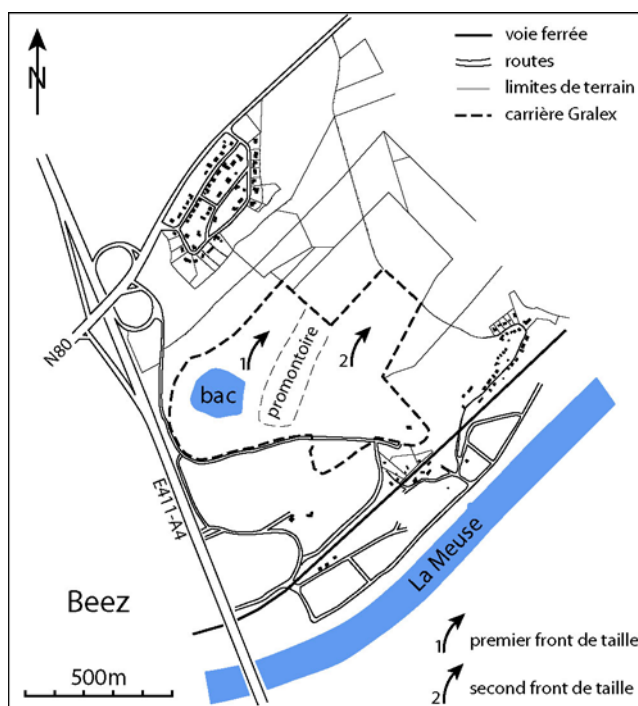 N
voie ferrée
routes
limites de terrain
carrière Gralex
N80
1
promontoire
2
bac
E411-A4
La Meuse
Beez
500m
1 premier front de taille
2 second front de taille